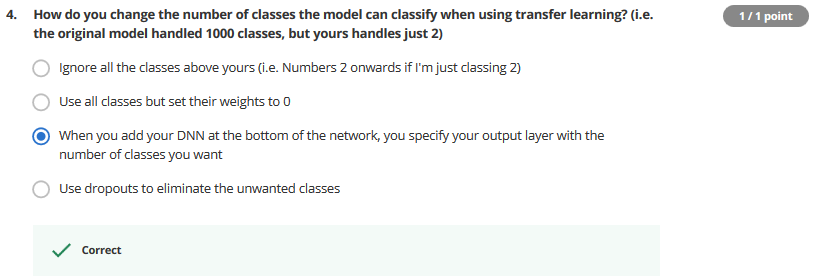 4. How do you change the number of classes the model can classify when using transfer learning? (i.e.
the original model handled 1000 classes, but yours handles just 2)
1 / 1 point
Ignore all the classes above yours (i.e. Numbers 2 onwards if I'm just classing 2)
Use all classes but set their weights to 0
When you add your DNN at the bottom of the network, you specify your output layer with the
number of classes you want
Use dropouts to eliminate the unwanted classes
Correct